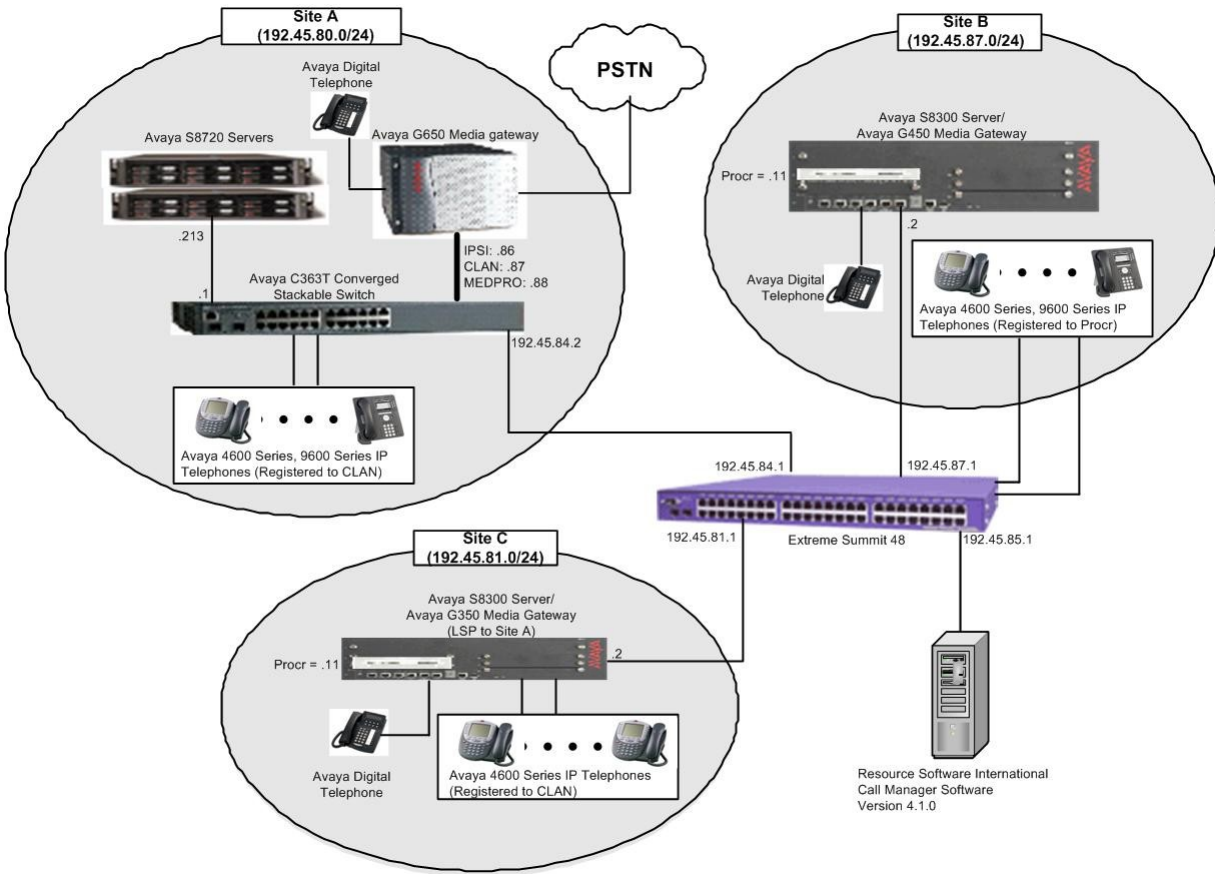 Site A
(192.45.80.0/24)
Avaya Digital
Telephone
Avaya S8720 Servers
Avaya G650 Media gateway
.213
IPSI: .86
CLAN: .87
MEDPRO: .88
Avaya C363T Converged
Stackable Switch
.1
192.45.84.2
Avaya 4600 Series, 9600 Series IP
Telephones (Registered to CLAN)
PSTN
Site B
(192.45.87.0/24)
Avaya S8300 Server/
Avaya G450 Media Gateway
Procr = .11
AVAYA
.2
Avaya Digital
Telephone
Avaya 4600 Series, 9600 Series IP
Telephones (Registered to Procr)
192.45.84.1
192.45.87.1
192.45.81.1
Extreme Summit 48
192.45.85.1
Site C
(192.45.81.0/24)
Avaya S8300 Server/
Avaya G350 Media Gateway
(LSP to Site A)
Procr = .11
AVAYA
.2
Avaya Digital
Telephone
Avaya 4600 Series IP Telephones
(Registered to CLAN)
Resource Software International
Call Manager Software
Version 4.1.0